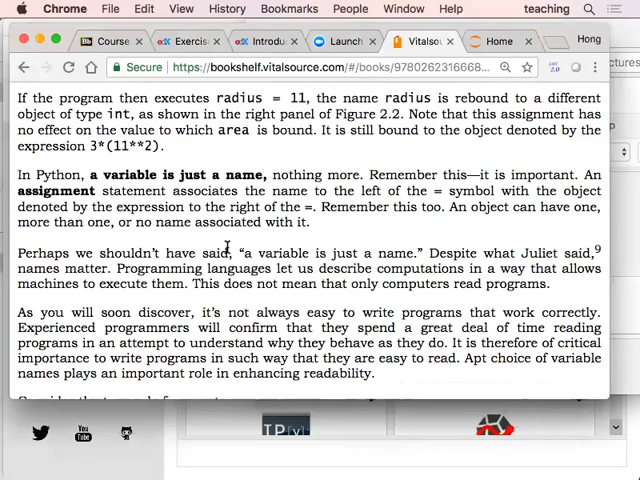 Chrome File Edit View History Bookmarks People Window Help teaching
Course Exercise Introdu Launch Vitalsou Home Hong
Secure https://bookshelf.vitalsource.com/#/books/9780262316668...
If the program then executes radius = 11, the name radius is rebound to a different
object of type int, as shown in the right panel of Figure 2.2. Note that this assignment has
no effect on the value to which area is bound. It is still bound to the object denoted by the
expression 3*(11**2).
In Python, a variable is just a name, nothing more. Remember this—it is important. An
assignment statement associates the name to the left of the = symbol with the object
denoted by the expression to the right of the =. Remember this too. An object can have one,
more than one, or no name associated with it.
Perhaps we shouldn't have said, “a variable is just a name.” Despite what Juliet said,9
names matter. Programming languages let us describe computations in a way that allows
machines to execute them. This does not mean that only computers read programs.
As you will soon discover, it's not always easy to write programs that work correctly.
Experienced programmers will confirm that they spend a great deal of time reading
programs in an attempt to understand why they behave as they do. It is therefore of critical
importance to write programs in such way that they are easy to read. Apt choice of variable
names plays an important role in enhancing readability.
You
Tube
IP[y]